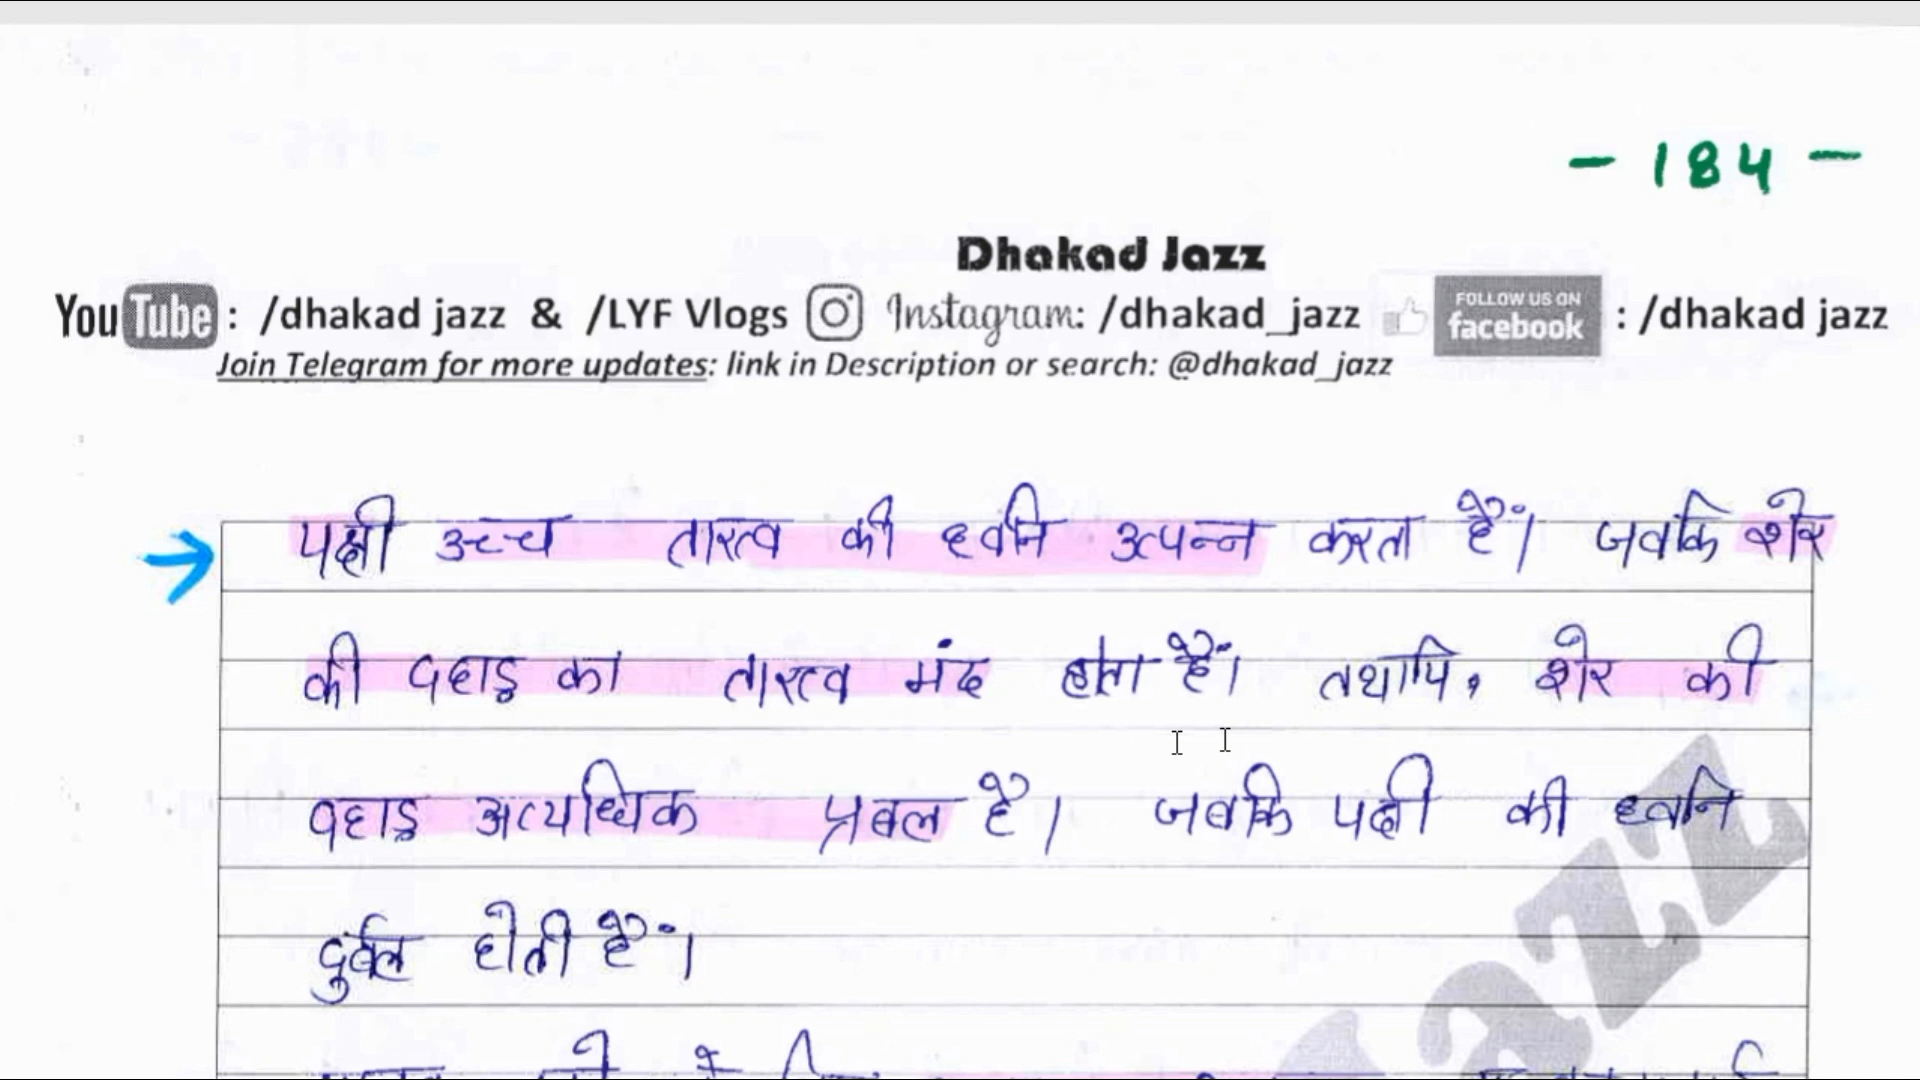 - 184 -
Dhakad Jazz
YouTube : /dhakad jazz & /LYF Vlogs Instagram: /dhakad_jazz FOLLOW US ON facebook : /dhakad jazz
Join Telegram for more updates: link in Description or search: @dhakad_jazz
पक्षी उच्च तारत्व की ध्वनि उत्पन्न करता हैं। जबकि शेर
की दहाड़ का तारत्व मंद होता हैं। तथापि, शेर की
दहाड़ अत्यधिक प्रबल है। जबकि पक्षी की ध्वनि
दुर्बल होती हैं।
azz